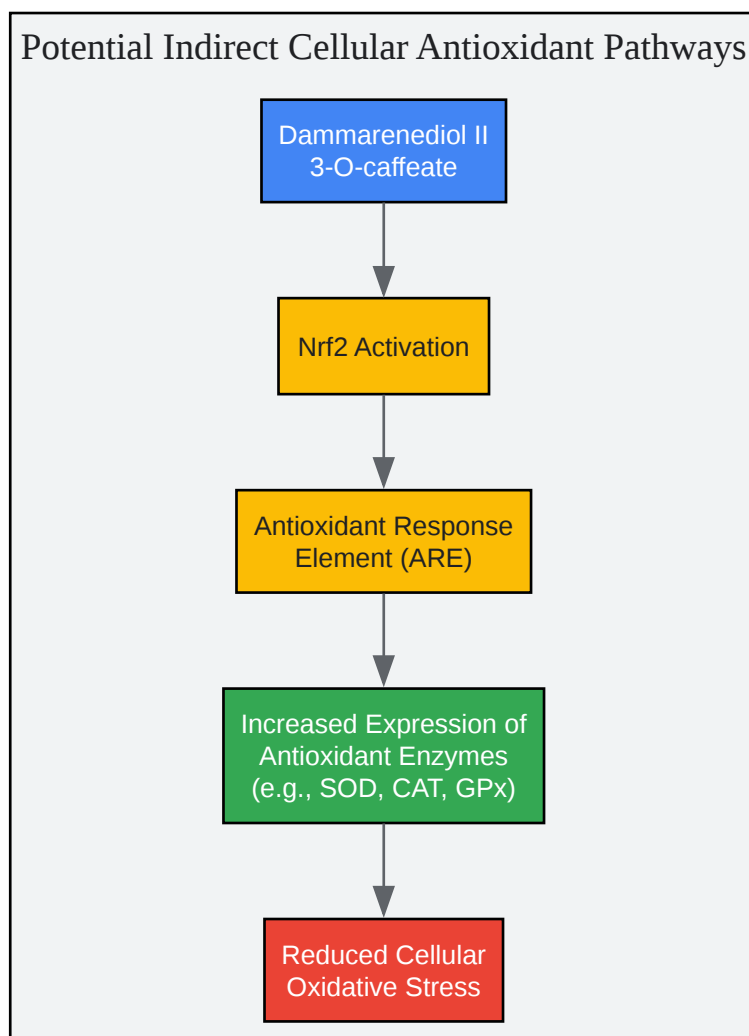 Potential Indirect Cellular Antioxidant Pathways
Dammarenediol II
3-O-caffeate
Nrf2 Activation
Antioxidant Response
Element (ARE)
Increased Expression of
Antioxidant Enzymes
(e.g., SOD, CAT, GPx)
Reduced Cellular
Oxidative Stress